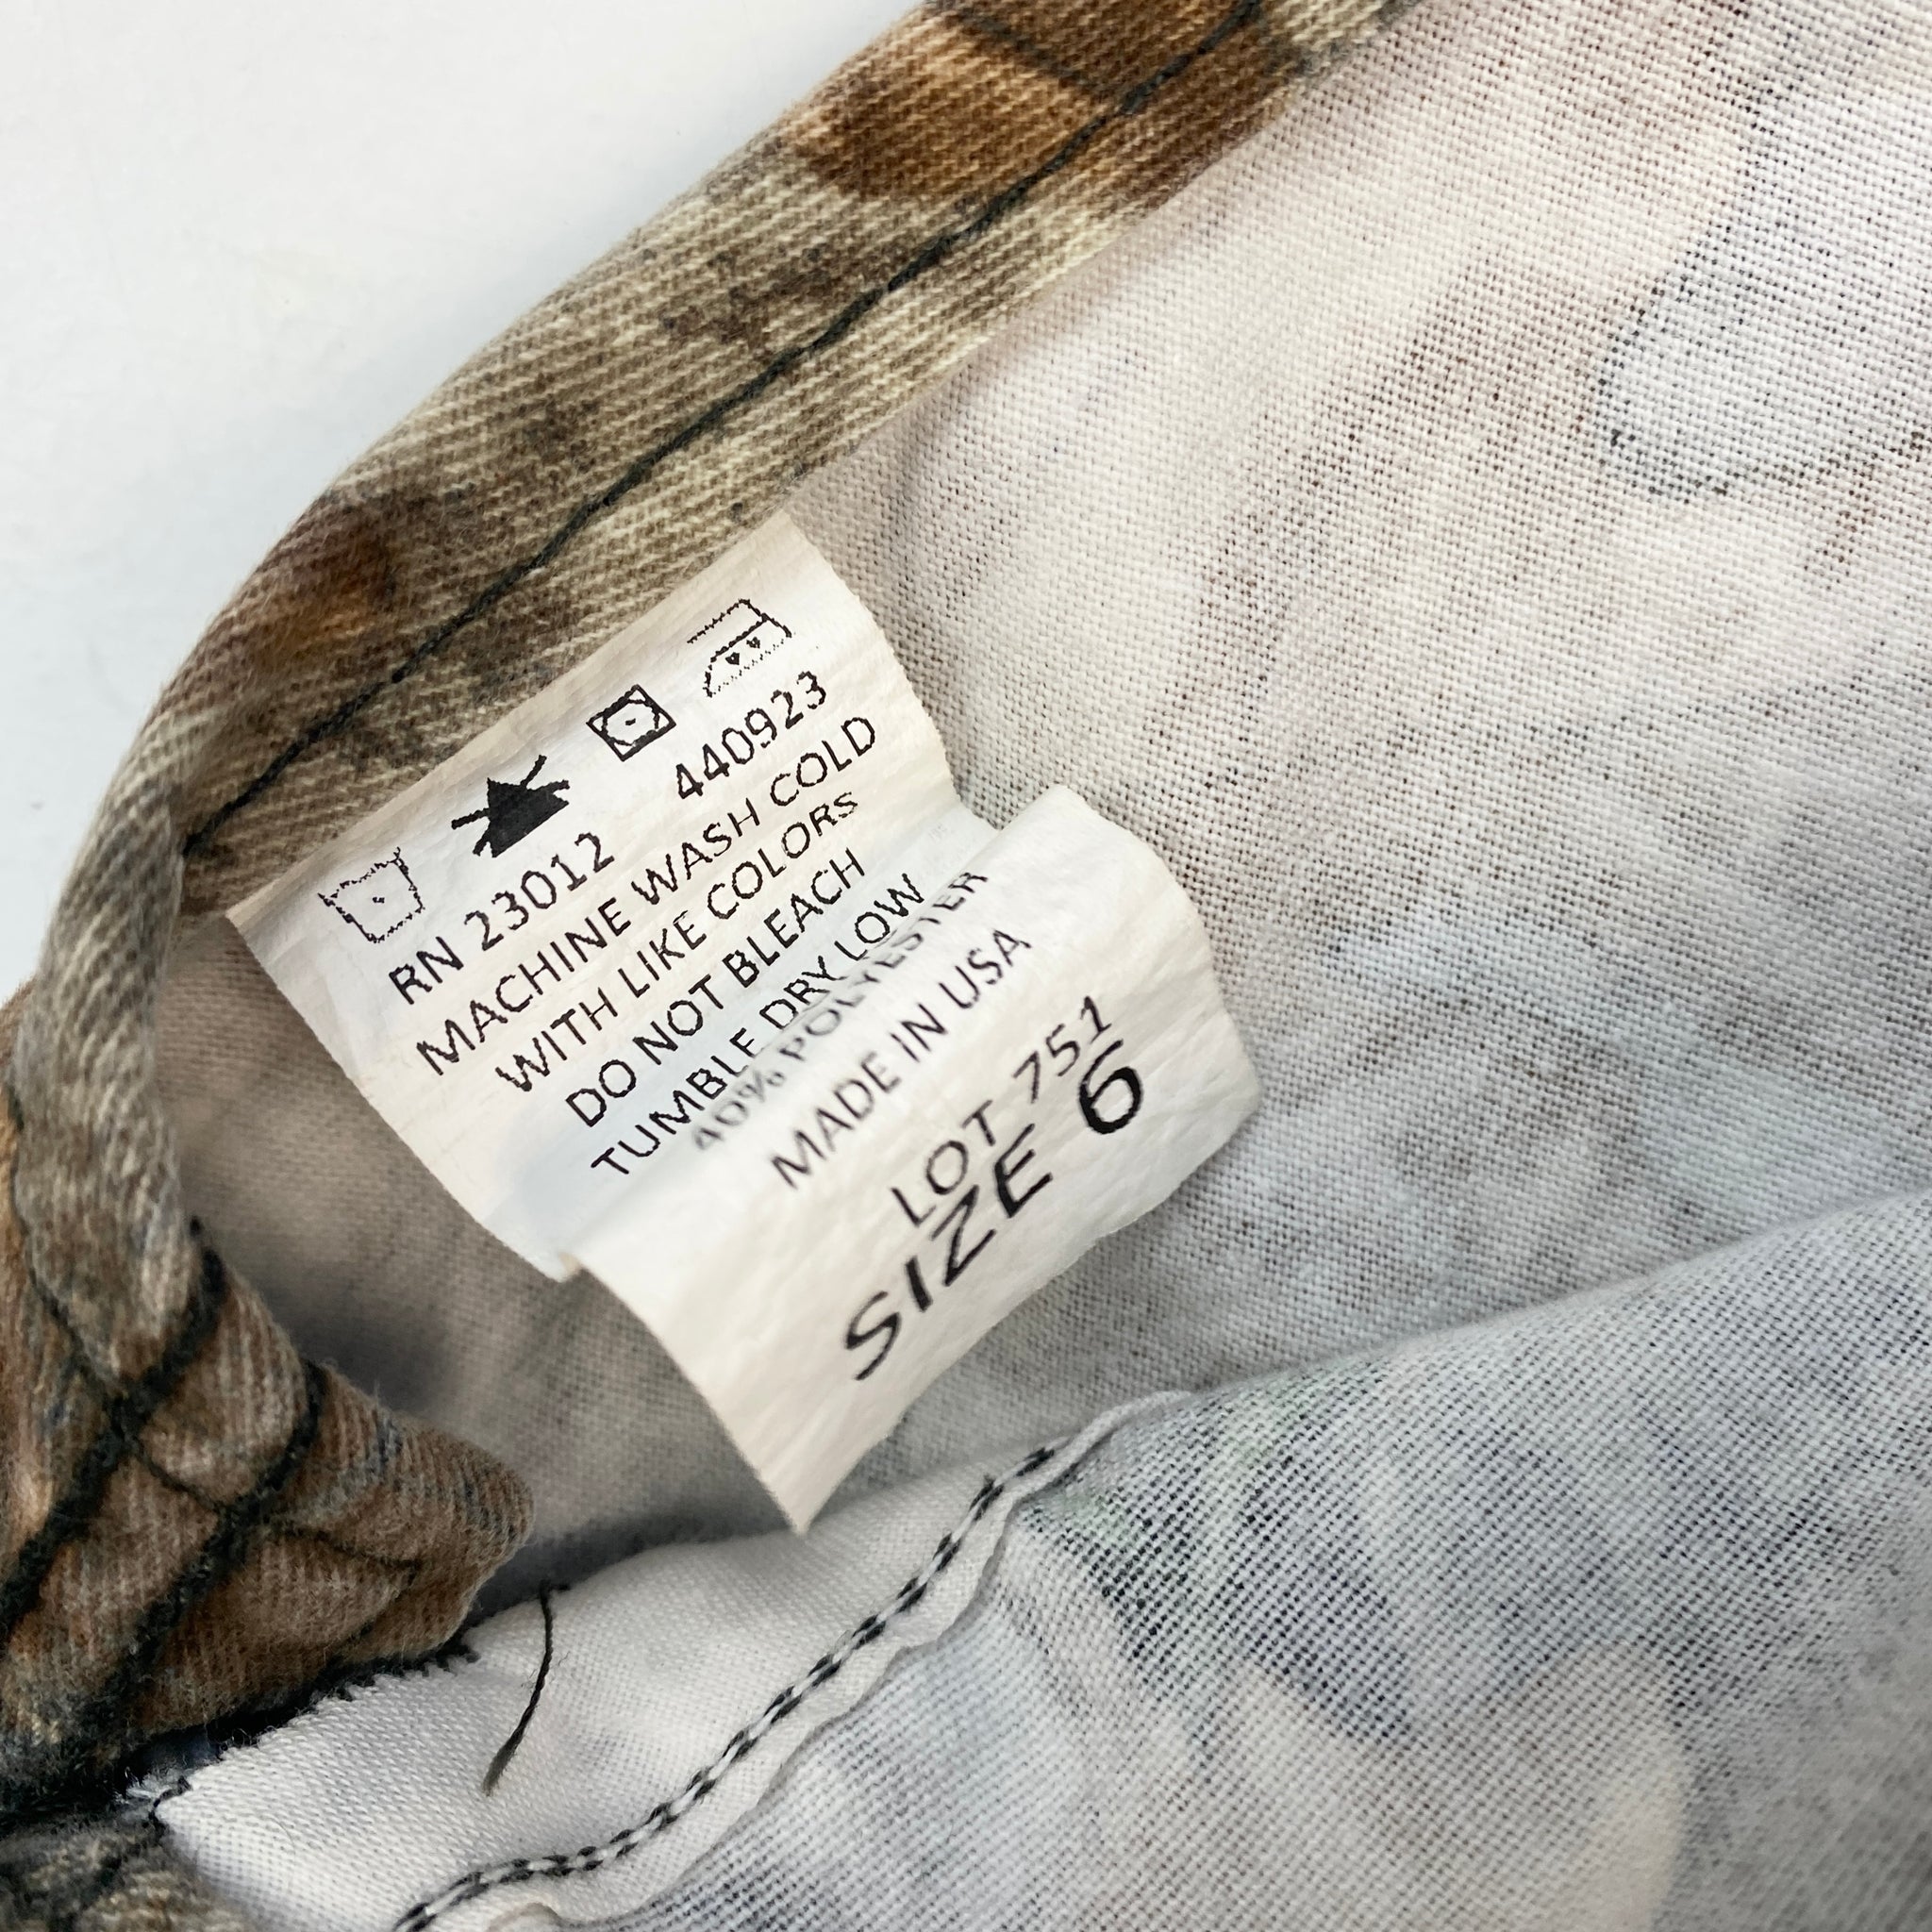 RN 23012 440923
MACHINE WASH COLD
WITH LIKE COLORS
DO NOT BLEACH
TUMBLE DRY LOW
40% POLYESTER
MADE IN USA
LOT 751
SIZE 6